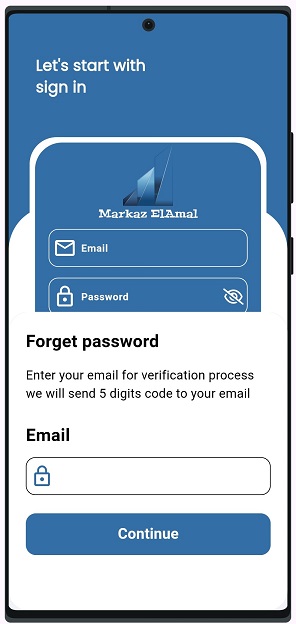 Let's start with
sign in
Markaz ElAmal
Email
Password
Forget password
Enter your email for verification process
we will send 5 digits code to your email
Email
Continue